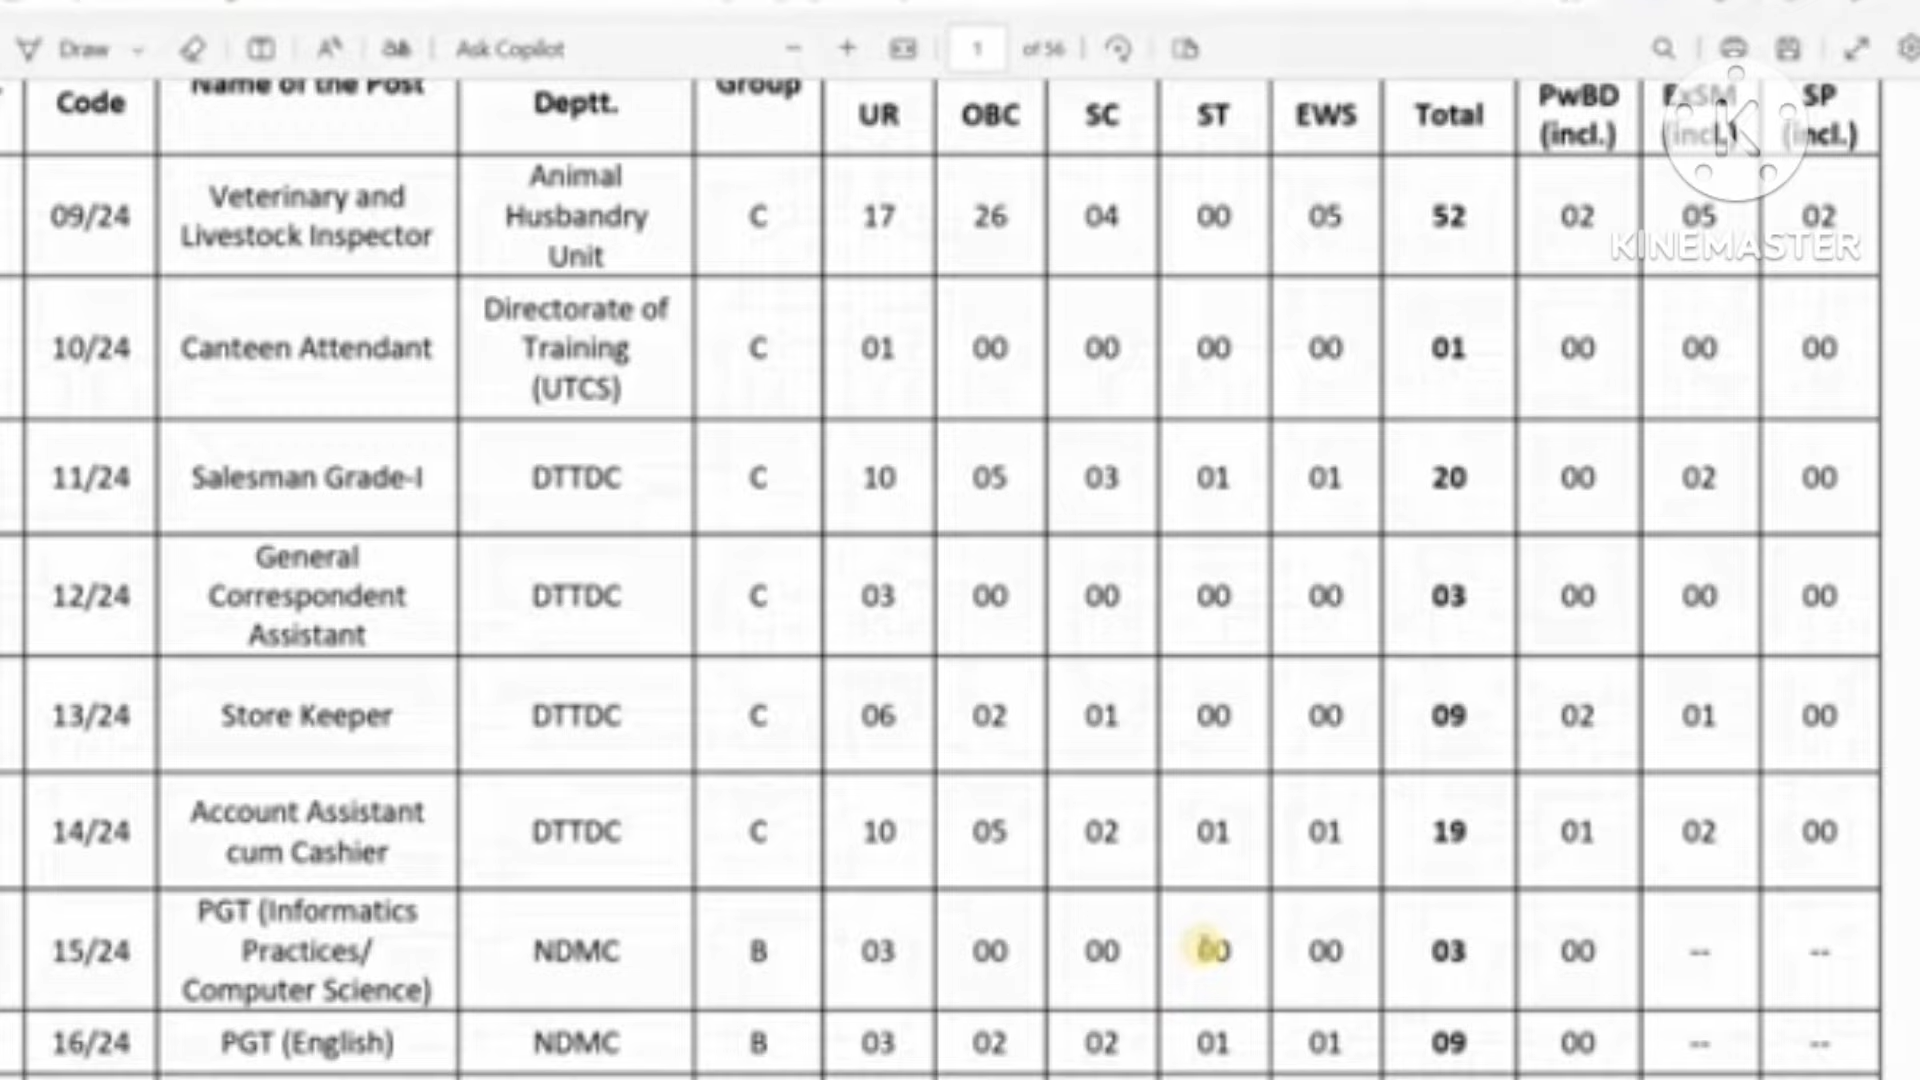 Draw Ask Copilot 1 of 56
Code Name of the Post Deptt. Group UR OBC SC ST EWS Total PwBD (incl.) ExSM (incl.) SP (incl.)
09/24 Veterinary and Livestock Inspector Animal Husbandry Unit C 17 26 04 00 05 52 02 05 02
KINEMASTER
10/24 Canteen Attendant Directorate of Training (UTCS) C 01 00 00 00 00 01 00 00 00
11/24 Salesman Grade-I DTTDC C 10 05 03 01 01 20 00 02 00
12/24 General Correspondent Assistant DTTDC C 03 00 00 00 00 03 00 00 00
13/24 Store Keeper DTTDC C 06 02 01 00 00 09 02 01 00
14/24 Account Assistant cum Cashier DTTDC C 10 05 02 01 01 19 01 02 00
15/24 PGT (Informatics Practices/ Computer Science) NDMC B 03 00 00 00 00 03 00 -- --
16/24 PGT (English) NDMC B 03 02 02 01 01 09 00 -- --